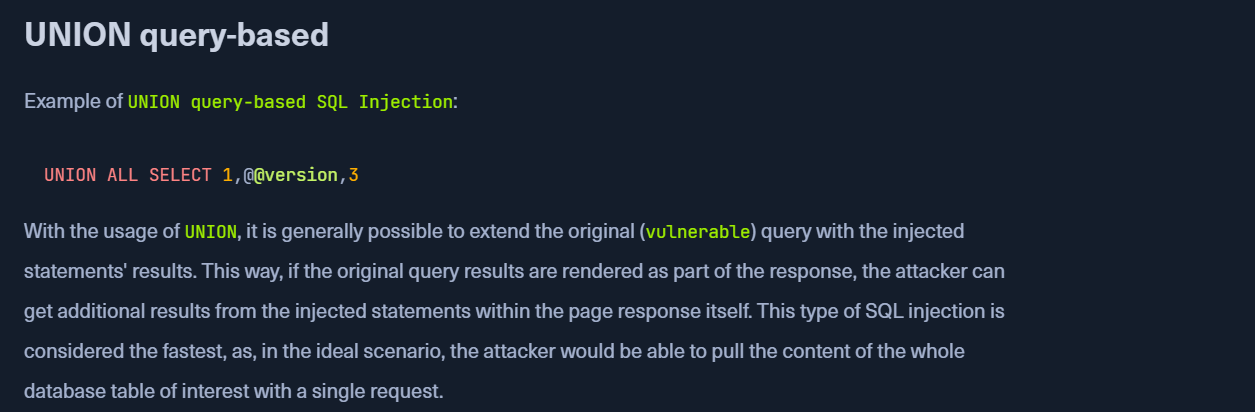 UNION query-based
Example of UNION query-based SQL Injection:
UNION ALL SELECT 1,@@version,3
With the usage of UNION, it is generally possible to extend the original (vulnerable) query with the injected
statements' results. This way, if the original query results are rendered as part of the response, the attacker can
get additional results from the injected statements within the page response itself. This type of SQL injection is
considered the fastest, as, in the ideal scenario, the attacker would be able to pull the content of the whole
database table of interest with a single request.